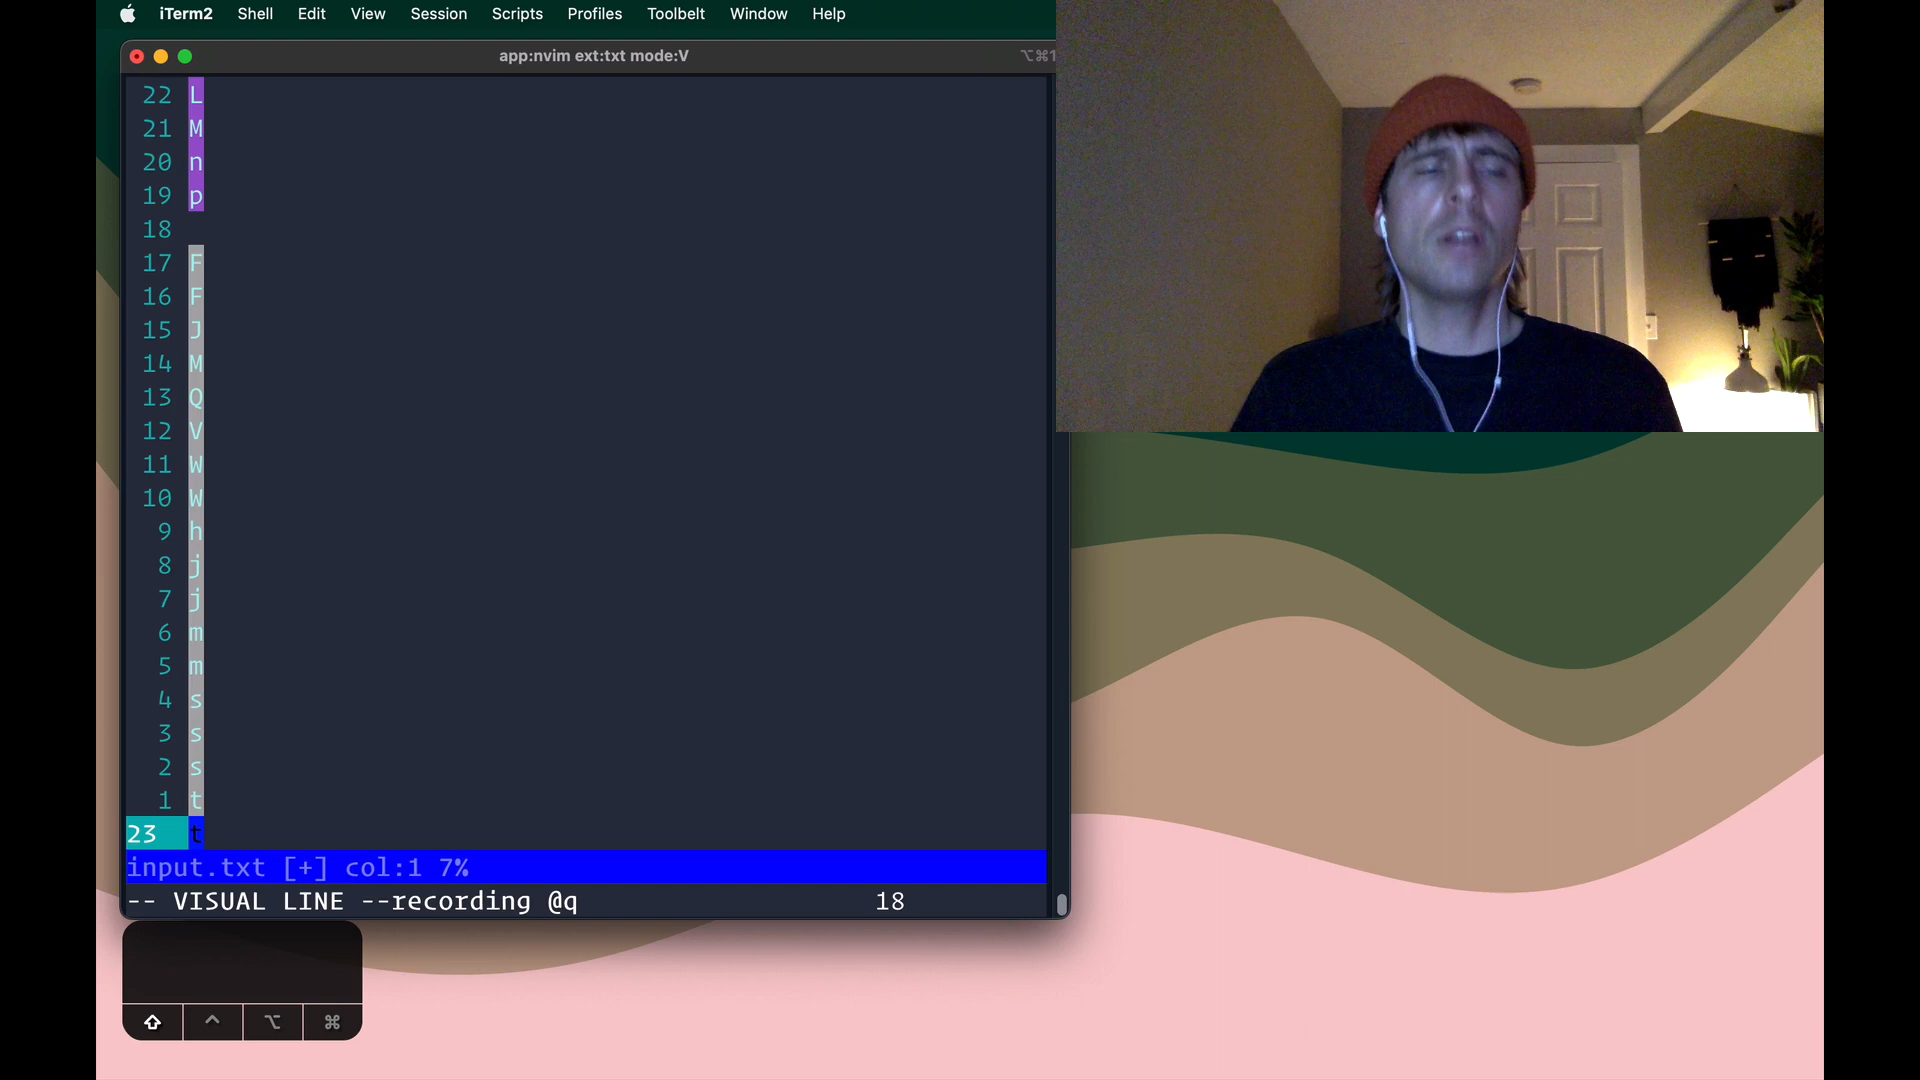 iTerm2 Shell Edit View Session Scripts Profiles Toolbelt Window Help
app:nvim ext:txt mode:V ⌥⌘1
22 L
21 M
20 n
19 p
18
17 F
16 F
15 J
14 M
13 Q
12 V
11 W
10 W
9 h
8 j
7 j
6 m
5 m
4 s
3 s
2 s
1 t
23 t
input.txt [+] col:1 7%
-- VISUAL LINE --recording @q 18